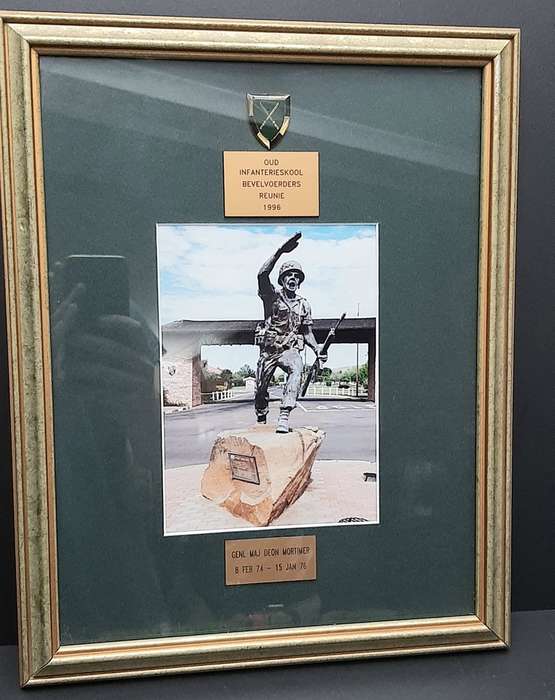 OUD
INFANTERIESKOOL
BEVELVOERDERS
REUNIE
1996
GENL MAJ DEON MORTIMER
8 FEB 74 - 15 JAN 76